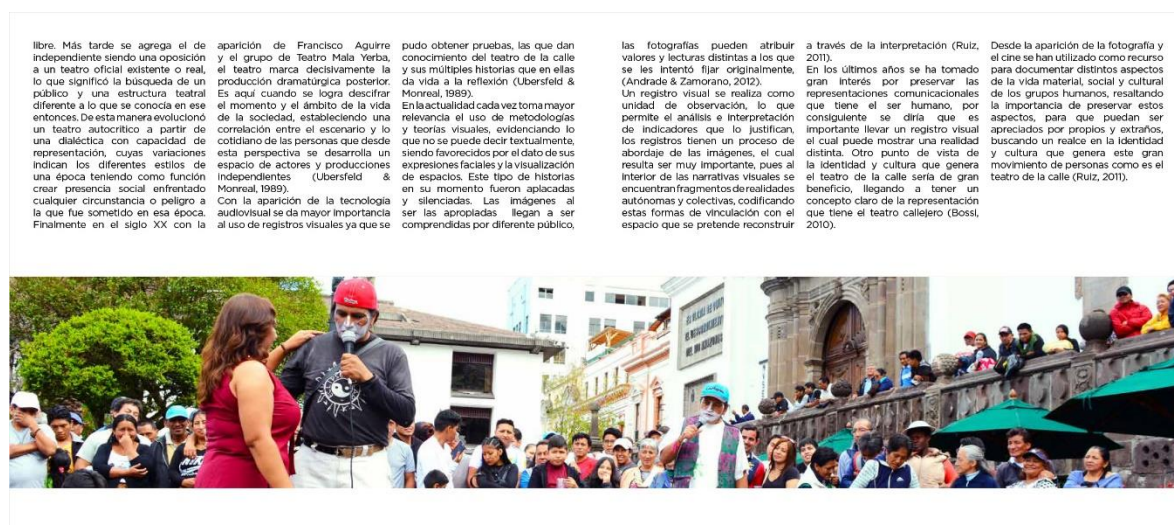 libre. Más tarde se agrega el de
independiente siendo una oposición
a un teatro oficial existente o real,
lo que significó la búsqueda de un
público y una estructura teatral
diferente a lo que se conocía en ese
entonces. De esta manera evolucionó
un teatro autocrítico a partir de
una dialéctica con capacidad de
representación, cuyas variaciones
indican los diferentes estilos de
una época teniendo como función
crear presencia social enfrentado
cualquier circunstancia o peligro a
la que fue sometido en esa época.
Finalmente en el siglo XX con la
aparición de Francisco Aguirre
y el grupo de Teatro Mala Yerba,
el teatro marca decisivamente la
producción dramatúrgica posterior.
Es aquí cuando se logra descifrar
el momento y el ámbito de la vida
de la sociedad, estableciendo una
correlación entre el escenario y lo
cotidiano de las personas que desde
esta perspectiva se desarrolla un
espacio de actores y producciones
independientes (Ubersfeld &
Monreal, 1989).
Con la aparición de la tecnología
audiovisual se da mayor importancia
al uso de registros visuales ya que se
pudo obtener pruebas, las que dan
conocimiento del teatro de la calle
y sus múltiples historias que en ellas
da vida a la reflexión (Ubersfeld &
Monreal, 1989).
En la actualidad cada vez toma mayor
relevancia el uso de metodologías
y teorías visuales, evidenciando lo
que no se puede decir textualmente,
siendo favorecidos por el dato de sus
expresiones faciales y la visualización
de espacios. Este tipo de historias
en su momento fueron aplacadas
y silenciadas. Las imágenes al
ser las apropiadas llegan a ser
comprendidas por diferente público,
las fotografías pueden atribuir
valores y lecturas distintas a los que
se les intentó fijar originalmente,
(Andrade & Zamorano, 2012).
Un registro visual se realiza como
unidad de observación, lo que
permite el análisis e interpretación
de indicadores que lo justifican,
los registros tienen un proceso de
abordaje de las imágenes, el cual
resulta ser muy importante, pues al
interior de las narrativas visuales se
encuentran fragmentos de realidades
autónomas y colectivas, codificando
estas formas de vinculación con el
espacio que se pretende reconstruir
a través de la interpretación (Ruiz,
2011).
En los últimos años se ha tomado
gran interés por preservar las
representaciones comunicacionales
que tiene el ser humano, por
consiguiente se diría que es
importante llevar un registro visual
el cual puede mostrar una realidad
distinta. Otro punto de vista de
la identidad y cultura que genera
el teatro de la calle sería de gran
beneficio, llegando a tener un
concepto claro de la representación
que tiene el teatro callejero (Bossi,
2010).
Desde la aparición de la fotografía y
el cine se han utilizado como recurso
para documentar distintos aspectos
de la vida material, social y cultural
de los grupos humanos, resaltando
la importancia de preservar estos
aspectos, para que puedan ser
apreciados por propios y extraños,
buscando un realce en la identidad
y cultura que genera este gran
movimiento de personas como es el
teatro de la calle (Ruiz, 2011).